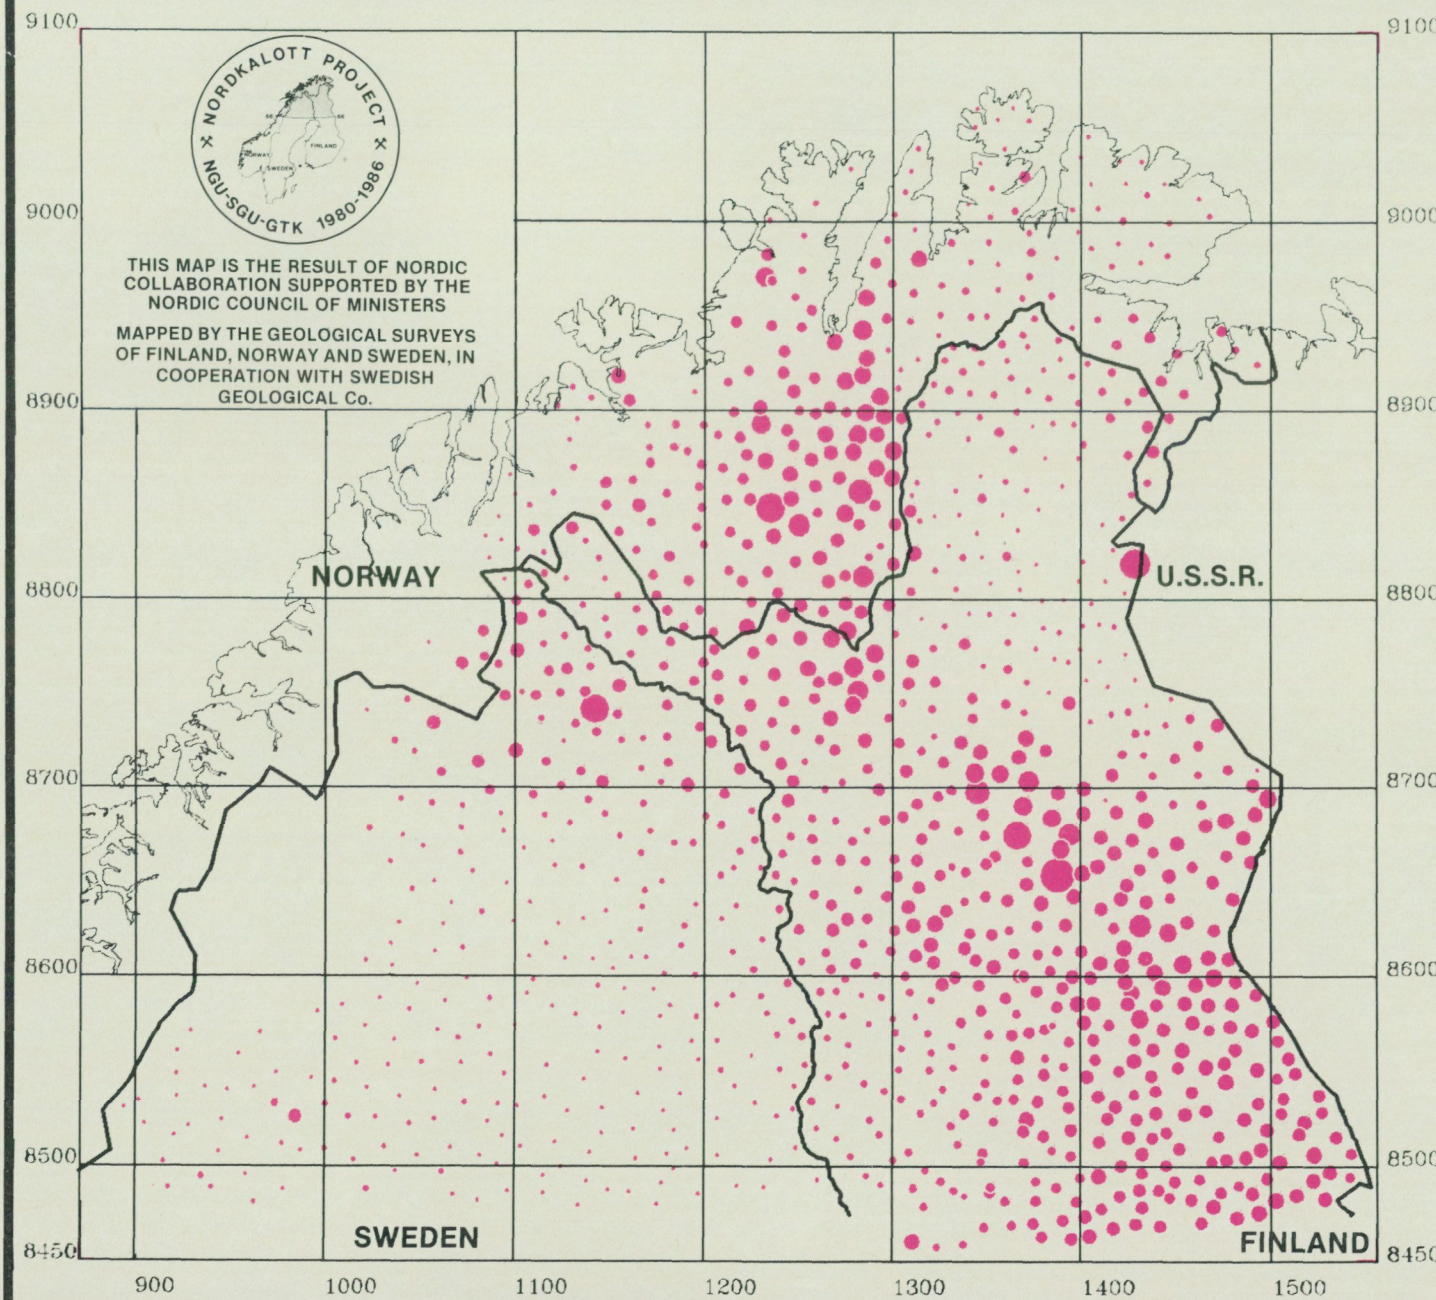 9100
9100
NORDKALOTT PROJECT
NGU-SGU-GTK 1980-1986
NORWAY
SWEDEN
FINLAND
9000
9000
THIS MAP IS THE RESULT OF NORDIC
COLLABORATION SUPPORTED BY THE
NORDIC COUNCIL OF MINISTERS
MAPPED BY THE GEOLOGICAL SURVEYS
OF FINLAND, NORWAY AND SWEDEN, IN
COOPERATION WITH SWEDISH
GEOLOGICAL Co.
8900
8900
NORWAY
U.S.S.R.
8800
8800
8700
8700
8600
8600
8500
8500
SWEDEN
FINLAND
8450
8450
900
1000
1100
1200
1300
1400
1500